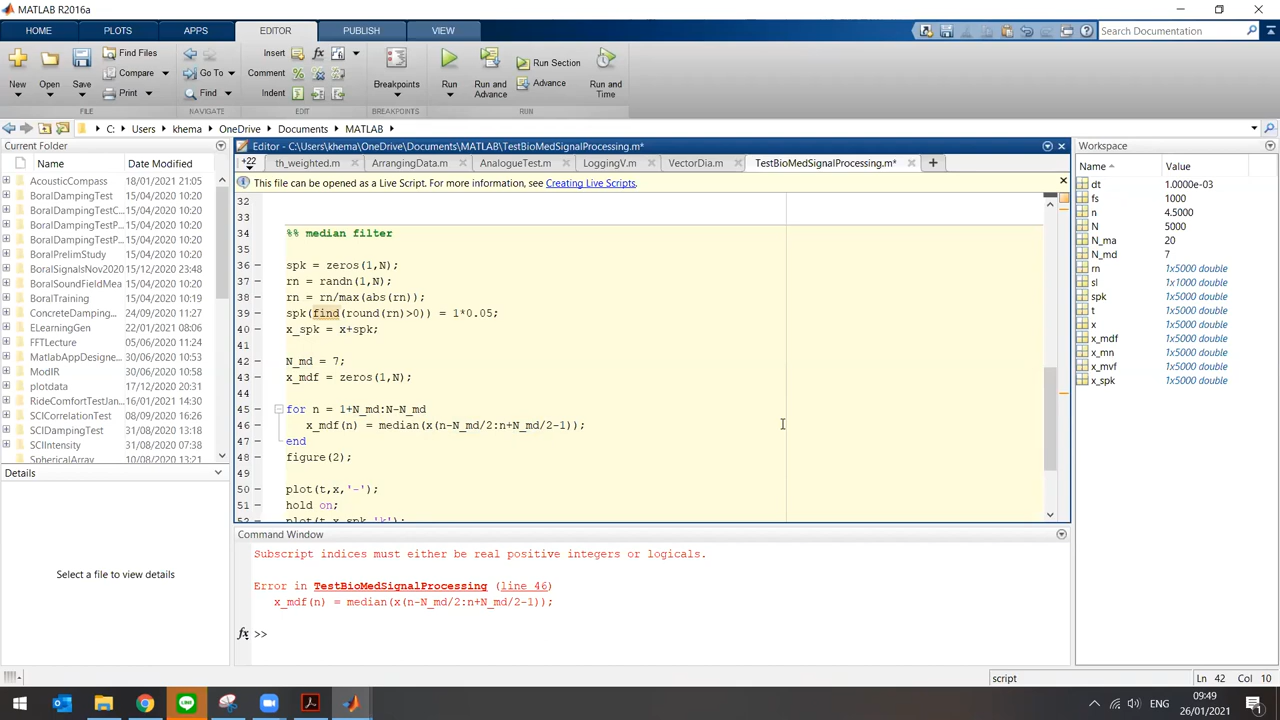 MATLAB R2016a
HOME PLOTS APPS EDITOR PUBLISH VIEW Search Documentation
Find Files Insert Run Section
Compare Go To Comment Advance
New Open Save Print Find Indent Breakpoints Run Run and Advance Run and Time
FILE NAVIGATE EDIT BREAKPOINTS RUN
C: Users khema OneDrive Documents MATLAB
Current Folder
Name Date Modified
AcousticCompass 18/01/2021 21:05
BoralDampingTest 15/04/2020 10:20
BoralDampingTestC... 15/04/2020 10:20
BoralDampingTestP... 15/04/2020 10:20
BoralDampingTestP... 15/04/2020 10:20
BoralPrelimStudy 15/04/2020 10:20
BoralSignalsNov2020 15/12/2020 23:48
BoralSoundFieldMea 15/04/2020 10:20
BoralTraining 15/04/2020 10:20
ConcreteDamping... 24/09/2020 11:27
ELearningGen 22/01/2021 08:06
FFTLecture 05/06/2020 11:24
MatlabAppDesigne... 30/06/2020 10:58
ModIR 30/06/2020 10:58
plotdata 17/12/2020 20:31
RideComfortTestJan... 16/01/2021 14:30
SCICorrelationTest 08/09/2020 16:26
SCIDampingTest 31/08/2020 13:20
SCIIntensity 31/08/2020 13:20
SphericalArray 10/08/2020 13:21
Details
Select a file to view details
Editor - C:\Users\khema\OneDrive\Documents\MATLAB\TestBioMedSignalProcessing.m*
+22 th_weighted.m ArrangingData.m AnalogueTest.m LoggingV.m VectorDia.m TestBioMedSignalProcessing.m* +
This file can be opened as a Live Script. For more information, see Creating Live Scripts.
32
33
34 %% median filter
35
36 – spk = zeros(1,N);
37 – rn = randn(1,N);
38 – rn = rn/max(abs(rn));
39 – spk(find(round(rn)>0)) = 1*0.05;
40 – x_spk = x+spk;
41
42 – N_md = 7;
43 – x_mdf = zeros(1,N);
44
45 – for n = 1+N_md:N-N_md
46 – x_mdf(n) = median(x(n-N_md/2:n+N_md/2-1));
47 – end
48 – figure(2);
49
50 – plot(t,x,'-');
51 – hold on;
52 – plot(t,x_spk,'k');
Command Window
Subscript indices must either be real positive integers or logicals.
Error in TestBioMedSignalProcessing (line 46)
x_mdf(n) = median(x(n-N_md/2:n+N_md/2-1));
fx >>
Workspace
Name Value
dt 1.0000e-03
fs 1000
n 4.5000
N 5000
N_ma 20
N_md 7
rn 1x5000 double
sl 1x1000 double
spk 1x5000 double
t 1x5000 double
x 1x5000 double
x_mdf 1x5000 double
x_mn 1x5000 double
x_mvf 1x5000 double
x_spk 1x5000 double
script Ln 42 Col 10
ENG 09:49
26/01/2021